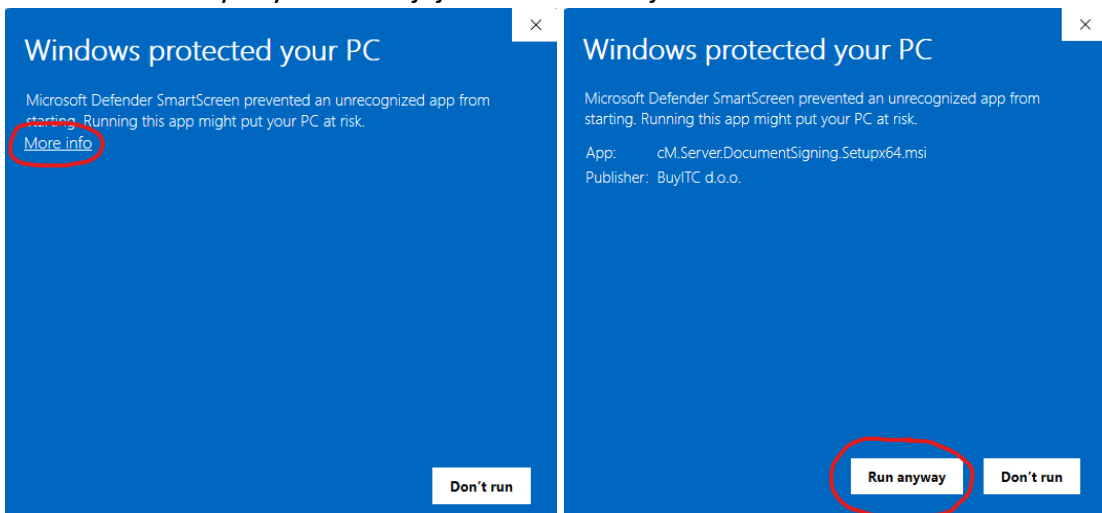 Windows protected your PC
Microsoft Defender SmartScreen prevented an unrecognized app from
starting. Running this app might put your PC at risk.
More info
Don't run
Windows protected your PC
Microsoft Defender SmartScreen prevented an unrecognized app from
starting. Running this app might put your PC at risk.
App: cM.Server.DocumentSigning.Setupx64.msi
Publisher: BuyITC d.o.o.
Run anyway Don't run